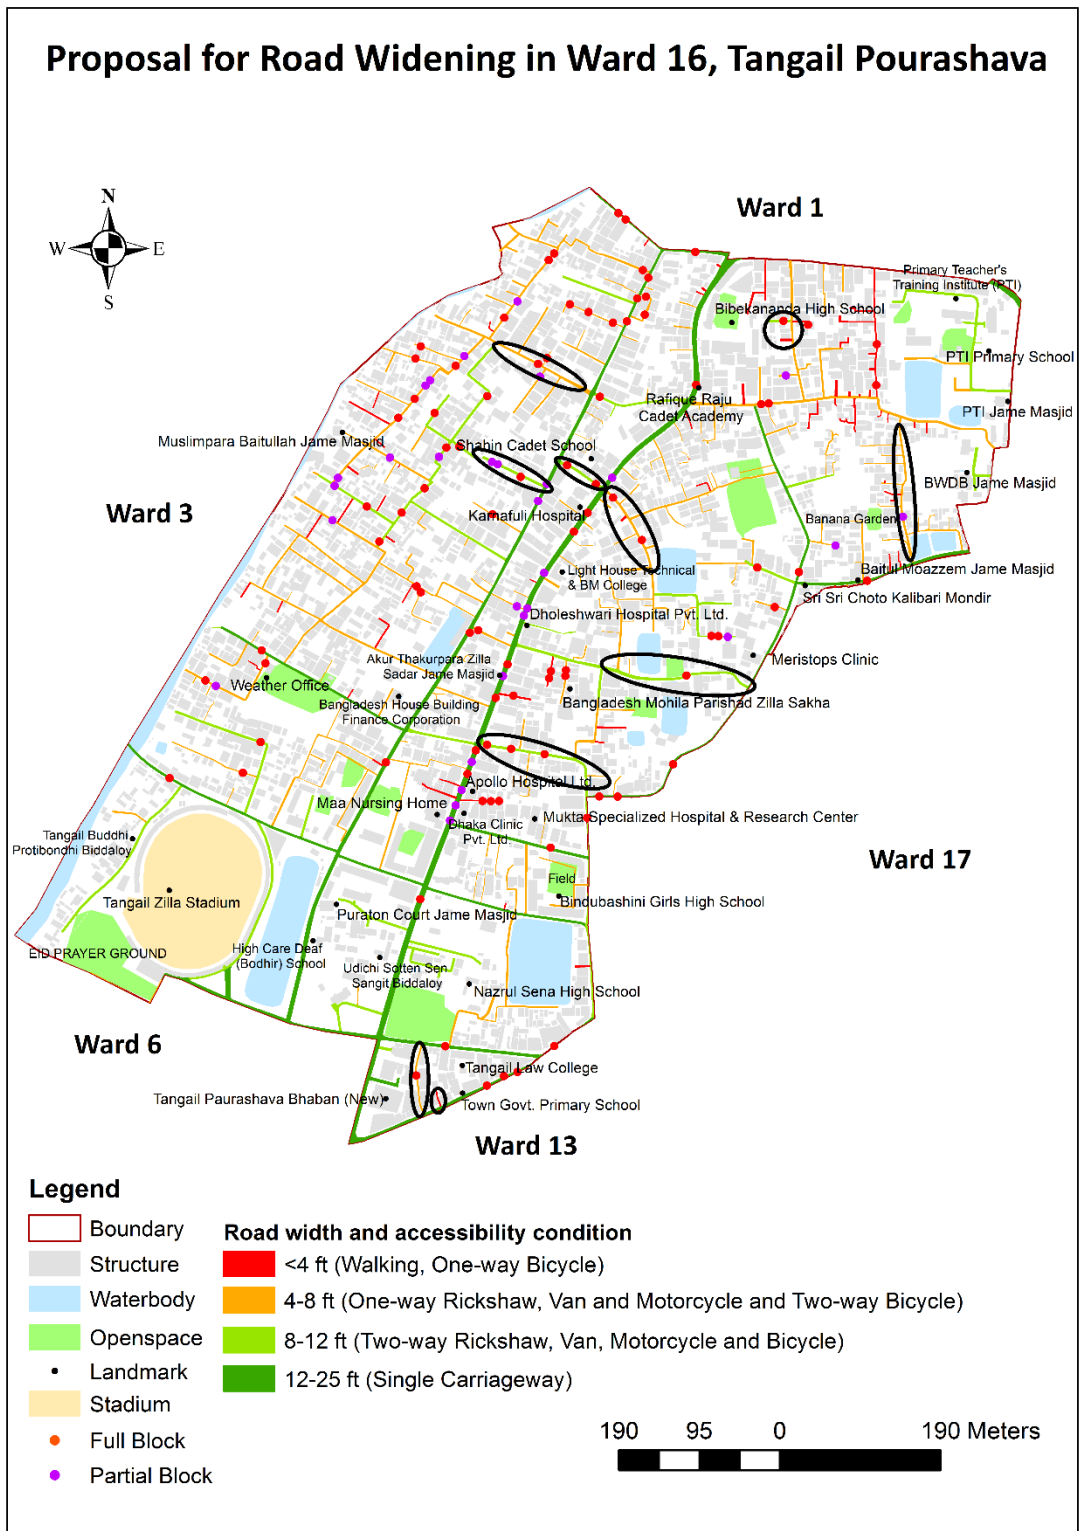 Proposal for Road Widening in Ward 16, Tangail Pourashava
N
W
E
S
Ward 1
Primary Teacher's
Training Institute (PTI)
Bibekananda High School
PTI Primary School
Rafique Raju
Cadet Academy
PTI Jame Masjid
Muslimpara Baitullah Jame Masjid
Shahin Cadet School
BWDB Jame Masjid
Ward 3
Karnafuli Hospital
Banana Garden
Light House Technical
& BM College
Baitul Moazzem Jame Masjid
Sri Sri Choto Kalibari Mondir
Dholeshwari Hospital Pvt. Ltd.
Akur Thakurpara Zilla
Sadar Jame Masjid
Meristops Clinic
Weather Office
Bangladesh House Building
Finance Corporation
Bangladesh Mohila Parishad Zilla Sakha
Apollo Hospital Ltd.
Maa Nursing Home
Dhaka Clinic
Pvt. Ltd.
Mukta Specialized Hospital & Research Center
Tangail Buddhi
Protibondhi Biddaloy
Ward 17
Field
Tangail Zilla Stadium
Bindubashini Girls High School
Puraton Court Jame Masjid
EID PRAYER GROUND
High Care Deaf
(Bodhir) School
Udichi Sotten Sen
Sangit Biddaloy
Nazrul Sena High School
Ward 6
Tangail Law College
Tangail Paurashava Bhaban (New)
Town Govt. Primary School
Ward 13
Legend
Boundary
Structure
Waterbody
Openspace
Landmark
Stadium
Full Block
Partial Block
Road width and accessibility condition
<4 ft (Walking, One-way Bicycle)
4-8 ft (One-way Rickshaw, Van and Motorcycle and Two-way Bicycle)
8-12 ft (Two-way Rickshaw, Van, Motorcycle and Bicycle)
12-25 ft (Single Carriageway)
190 95 0 190 Meters